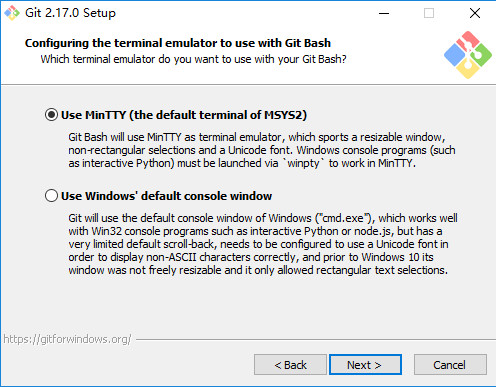 Git 2.17.0 Setup
Configuring the terminal emulator to use with Git Bash
Which terminal emulator do you want to use with your Git Bash?
Use MinTTY (the default terminal of MSYS2)
Git Bash will use MinTTY as terminal emulator, which sports a resizable window,
non-rectangular selections and a Unicode font. Windows console programs (such
as interactive Python) must be launched via `winpty` to work in MinTTY.
Use Windows' default console window
Git will use the default console window of Windows ("cmd.exe"), which works well
with Win32 console programs such as interactive Python or node.js, but has a
very limited default scroll-back, needs to be configured to use a Unicode font in
order to display non-ASCII characters correctly, and prior to Windows 10 its
window was not freely resizable and it only allowed rectangular text selections.
https://gitforwindows.org/
< Back
Next >
Cancel